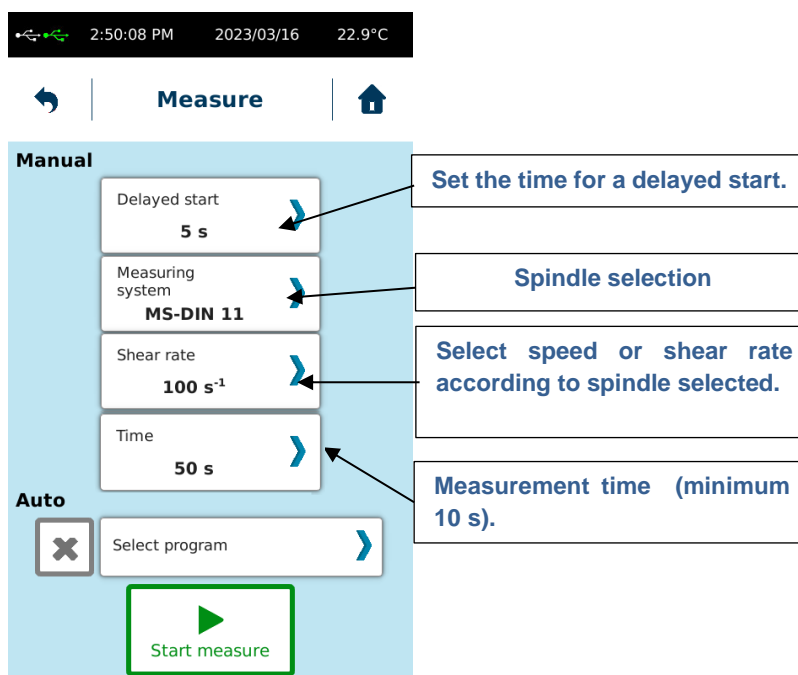 2:50:08 PM 2023/03/16 22.9°C
Measure
Manual
Delayed start
5 s
Set the time for a delayed start.
Measuring
system
MS-DIN 11
Spindle selection
Shear rate
100 s⁻¹
Select speed or shear rate
according to spindle selected.
Time
50 s
Measurement time (minimum
10 s).
Auto
Select program
Start measure